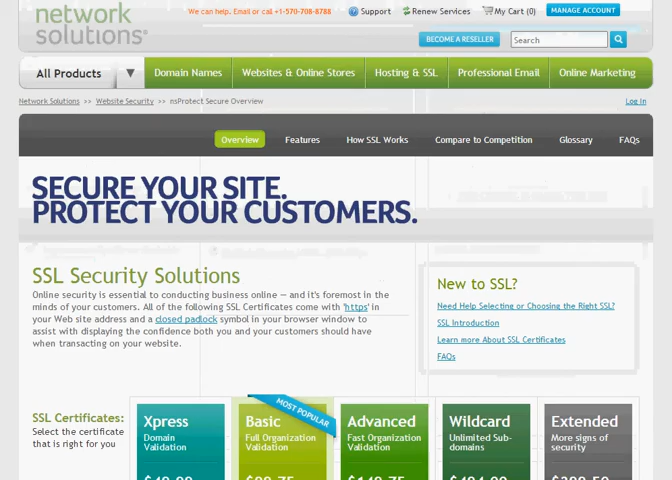 network
solutions®
We can help. Email or call +1-570-708-8788
Support
Renew Services
My Cart (0)
MANAGE ACCOUNT
BECOME A RESELLER
Search
All Products ▼
Domain Names
Websites & Online Stores
Hosting & SSL
Professional Email
Online Marketing
Network Solutions >> Website Security >> nsProtect Secure Overview
Log In
Overview
Features
How SSL Works
Compare to Competition
Glossary
FAQs
SECURE YOUR SITE.
PROTECT YOUR CUSTOMERS.
SSL Security Solutions
Online security is essential to conducting business online — and it's foremost in the
minds of your customers. All of the following SSL Certificates come with 'https' in
your Web site address and a closed padlock symbol in your browser window to
assist with displaying the confidence both you and your customers should have
when transacting on your website.
New to SSL?
Need Help Selecting or Choosing the Right SSL?
SSL Introduction
Learn more About SSL Certificates
FAQs
SSL Certificates:
Select the certificate
that is right for you
Xpress
Domain
Validation
MOST POPULAR
Basic
Full Organization
Validation
Advanced
Fast Organization
Validation
Wildcard
Unlimited Sub-
domains
Extended
More signs of
security